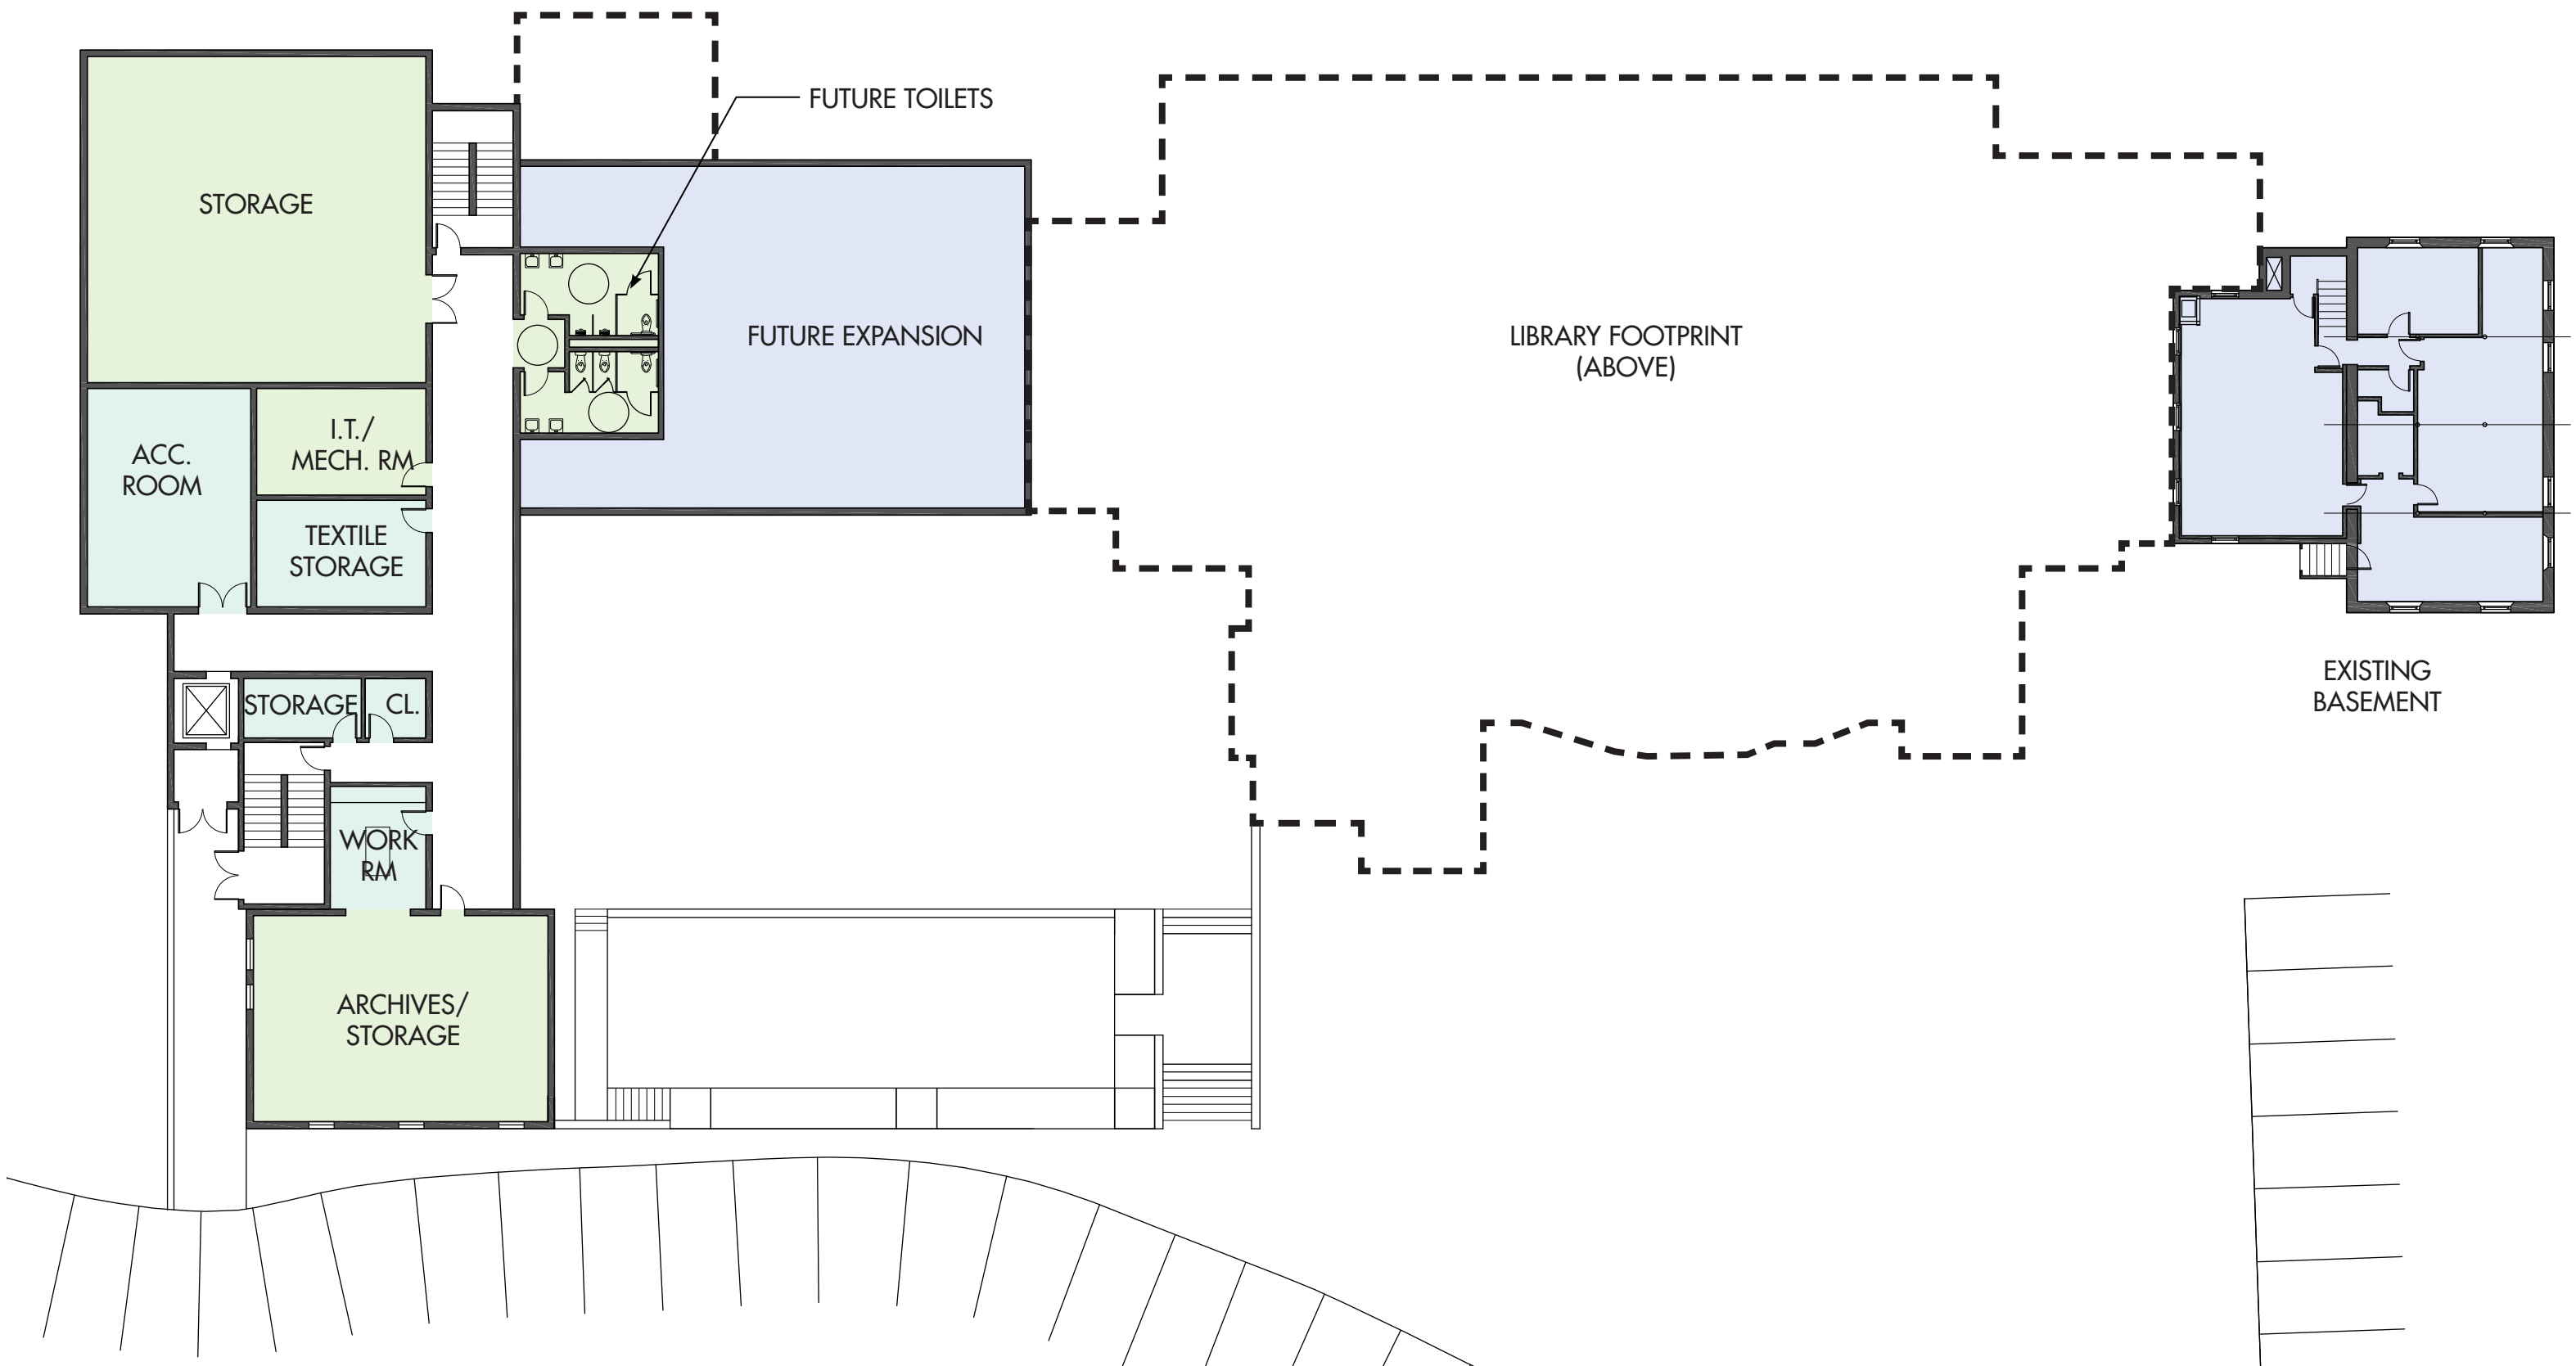 FUTURE TOILETS
STORAGE
FUTURE EXPANSION
LIBRARY FOOTPRINT
(ABOVE)
I.T./
MECH. RM
ACC.
ROOM
TEXTILE
STORAGE
EXISTING
BASEMENT
STORAGE
CL.
WORK
RM
ARCHIVES/
STORAGE